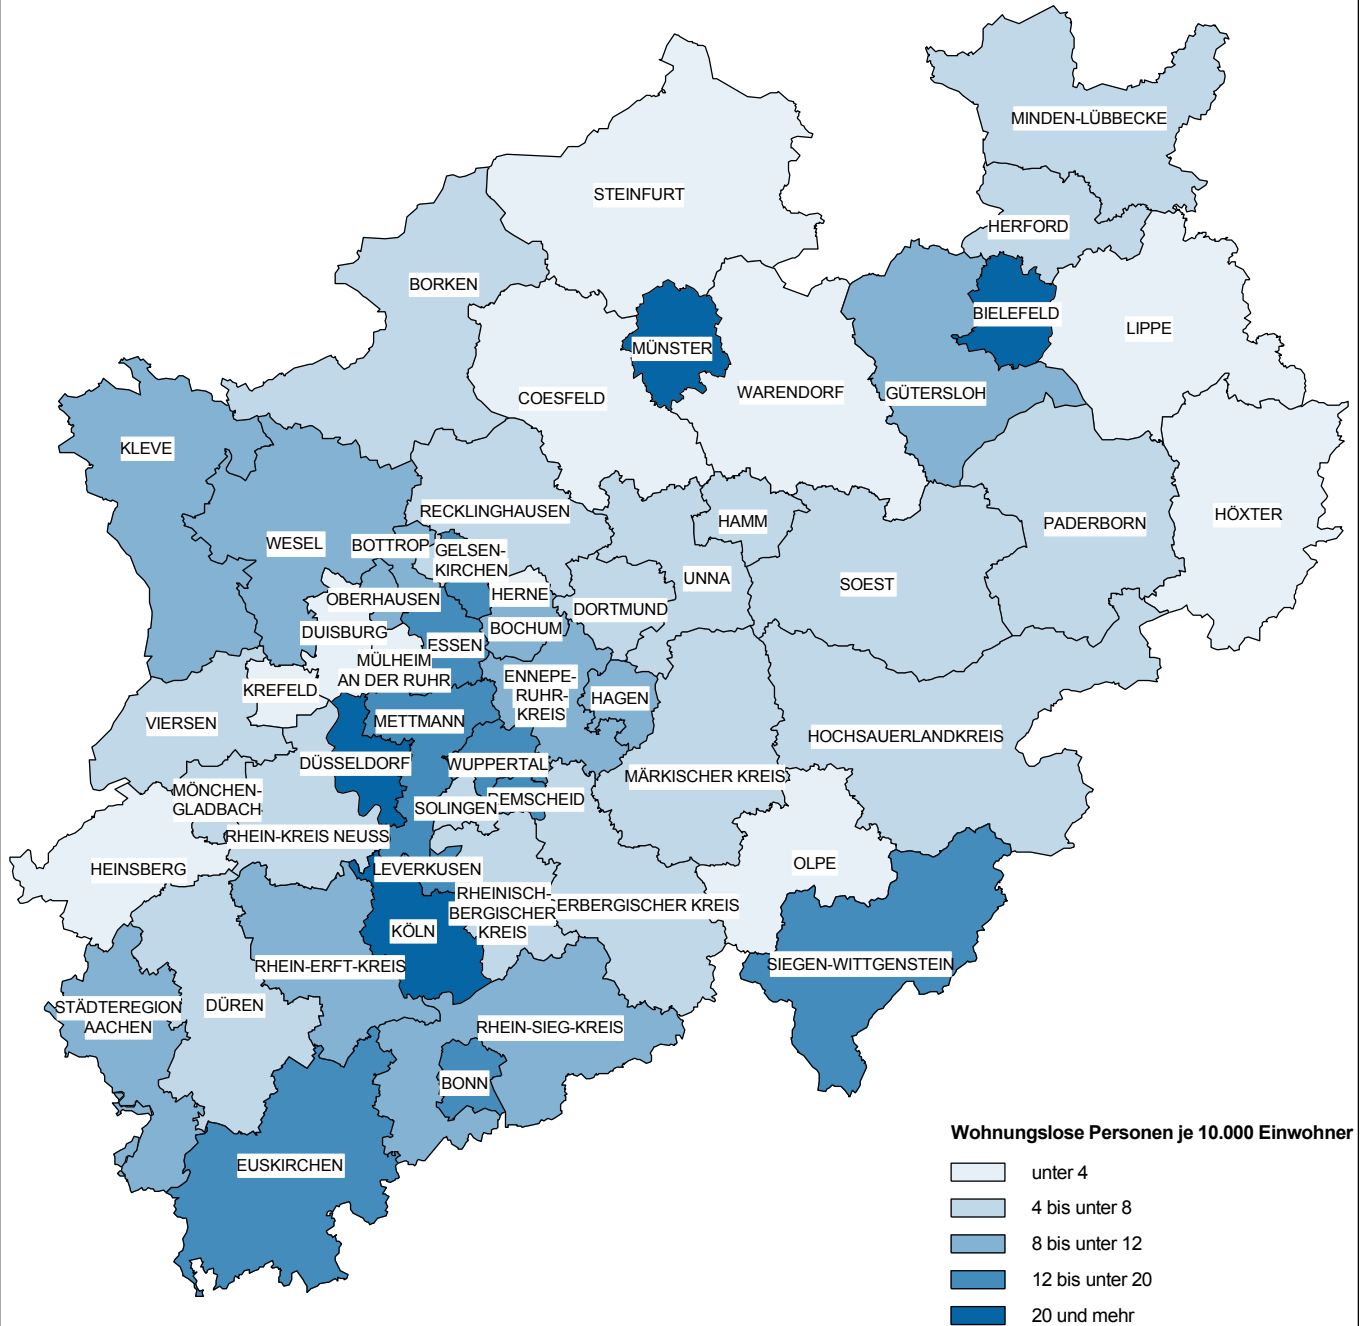 MINDEN-LÜBBECKE
STEINFURT
HERFORD
BORKEN
BIELEFELD
LIPPE
MÜNSTER
COESFELD
WARENDORF
GÜTERSLOH
KLEVE
RECKLINGHAUSEN
HAMM
PADERBORN
HÖXTER
WESEL
BOTTROP
GELSEN-
KIRCHEN
UNNA
SOEST
OBERHAUSEN
HERNE
DORTMUND
DUISBURG
BOCHUM
ESSEN
MÜLHEIM
AN DER RUHR
KREFELD
ENNEPE-
RUHR-
KREIS
HAGEN
VIERSEN
METTMANN
HOCHSAUERLANDKREIS
DÜSSELDORF
WUPPERTAL
MÄRKISCHER KREIS
MÖNCHEN-
GLADBACH
SOLINGEN
REMSCHEID
RHEIN-KREIS NEUSS
HEINSBERG
LEVERKUSEN
OLPE
RHEINISCH-
BERGISCHER
KREIS
ERBERGISCHER KREIS
KÖLN
RHEIN-ERFT-KREIS
SIEGEN-WITTGENSTEIN
STÄDTEREGION
AACHEN
DÜREN
RHEIN-SIEG-KREIS
BONN
EUSKIRCHEN
Wohnungslose Personen je 10.000 Einwohner
unter 4
4 bis unter 8
8 bis unter 12
12 bis unter 20
20 und mehr